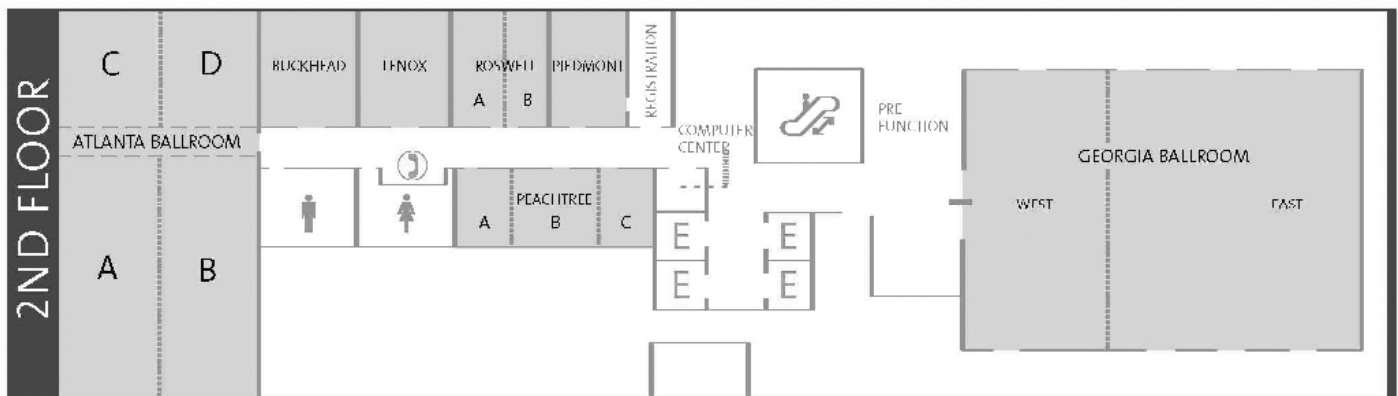 2ND FLOOR
C
D
BUCKHEAD
LENOX
ROSWELL
A
B
PIEDMONT
REGISTRATION
ATLANTA BALLROOM
COMPUTER
CENTER
PRE
FUNCTION
GEORGIA BALLROOM
WEST
EAST
PEACHTREE
A
B
C
A
B
E
E
E
E